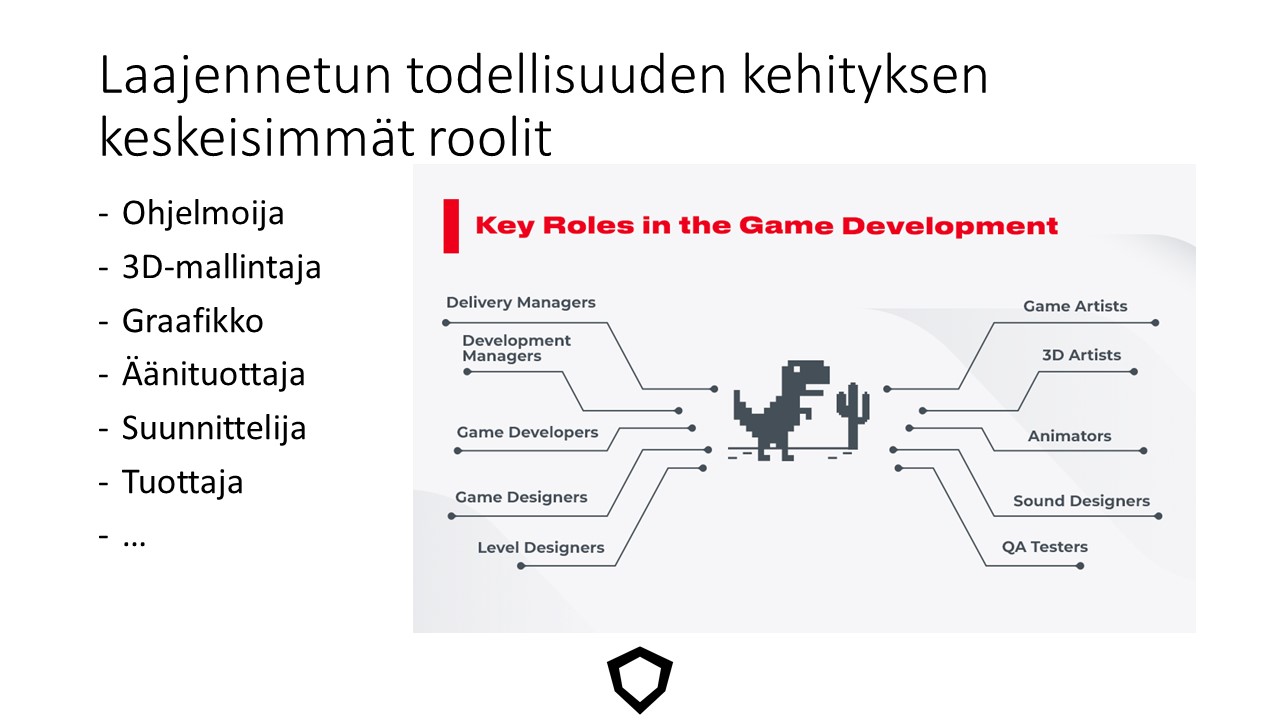 Laajennetun todellisuuden kehityksen
keskeisimmät roolit
- Ohjelmoija
- 3D-mallintaja
- Graafikko
- Äänituottaja
- Suunnittelija
- Tuottaja
- …
Key Roles in the Game Development
Delivery Managers
Development
Managers
Game Developers
Game Designers
Level Designers
Game Artists
3D Artists
Animators
Sound Designers
QA Testers